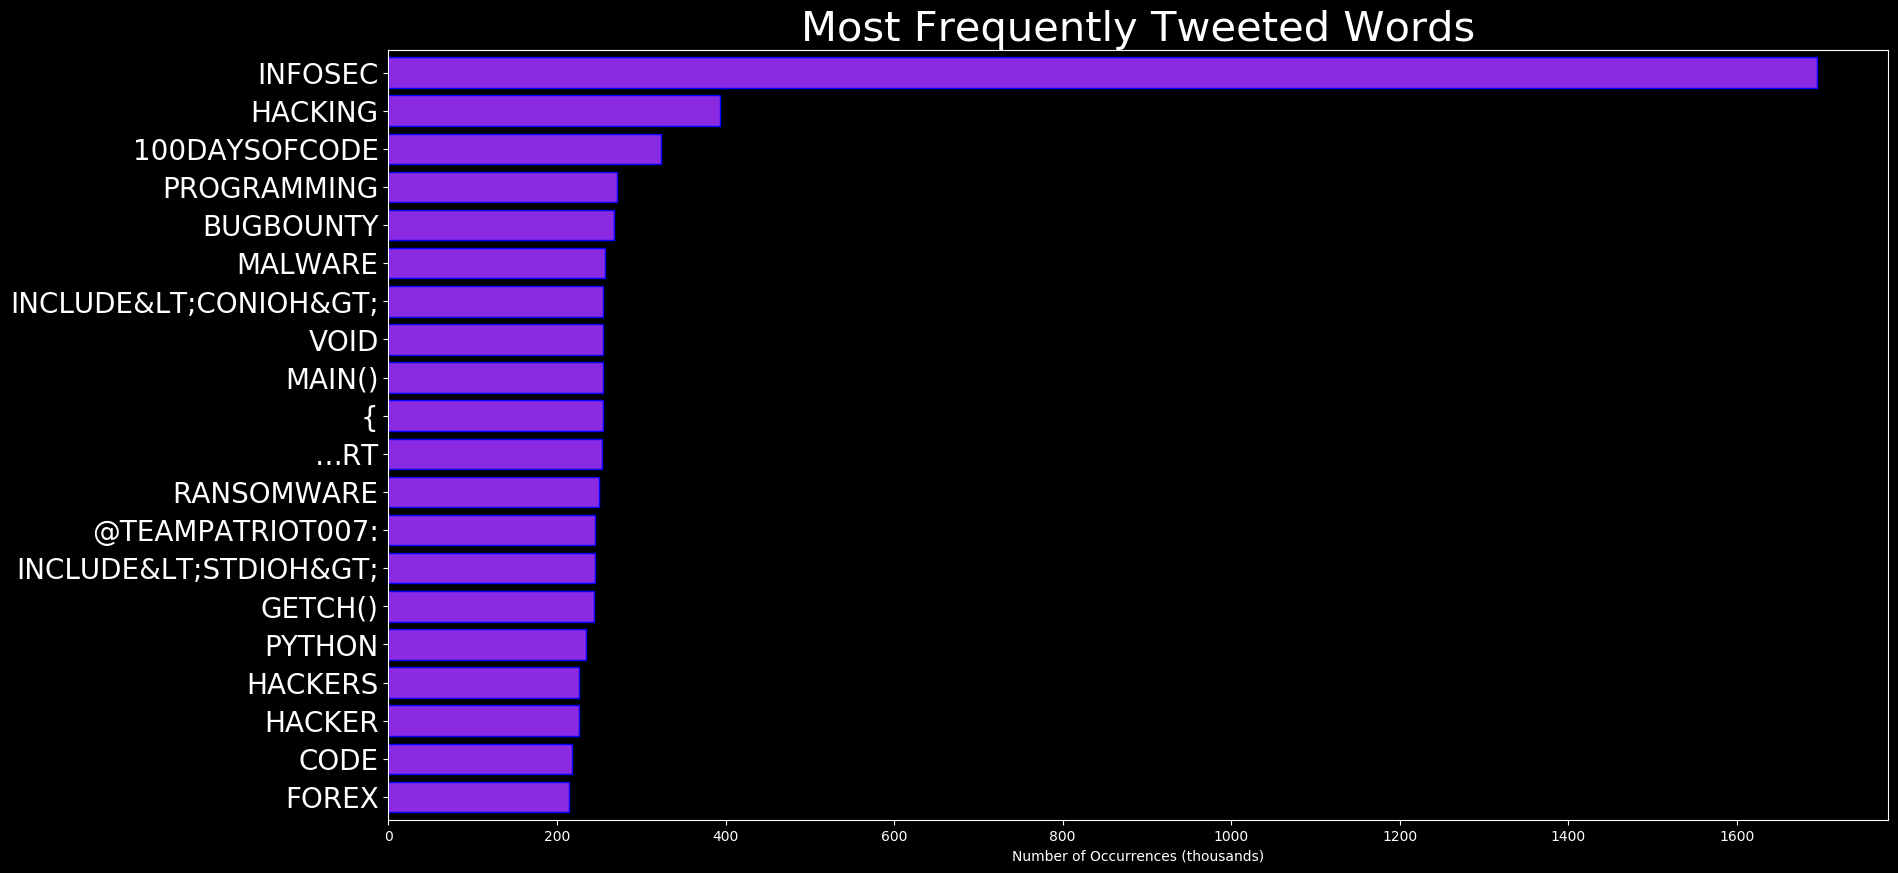 Most Frequently Tweeted Words
INFOSEC
HACKING
100DAYSOFCODE
PROGRAMMING
BUGBOUNTY
MALWARE
INCLUDE&LT;CONIOH&GT;
VOID
MAIN()
{
...RT
RANSOMWARE
@TEAMPATRIOT007:
INCLUDE&LT;STDIOH&GT;
GETCH()
PYTHON
HACKERS
HACKER
CODE
FOREX
0 200 400 600 800 1000 1200 1400 1600
Number of Occurrences (thousands)